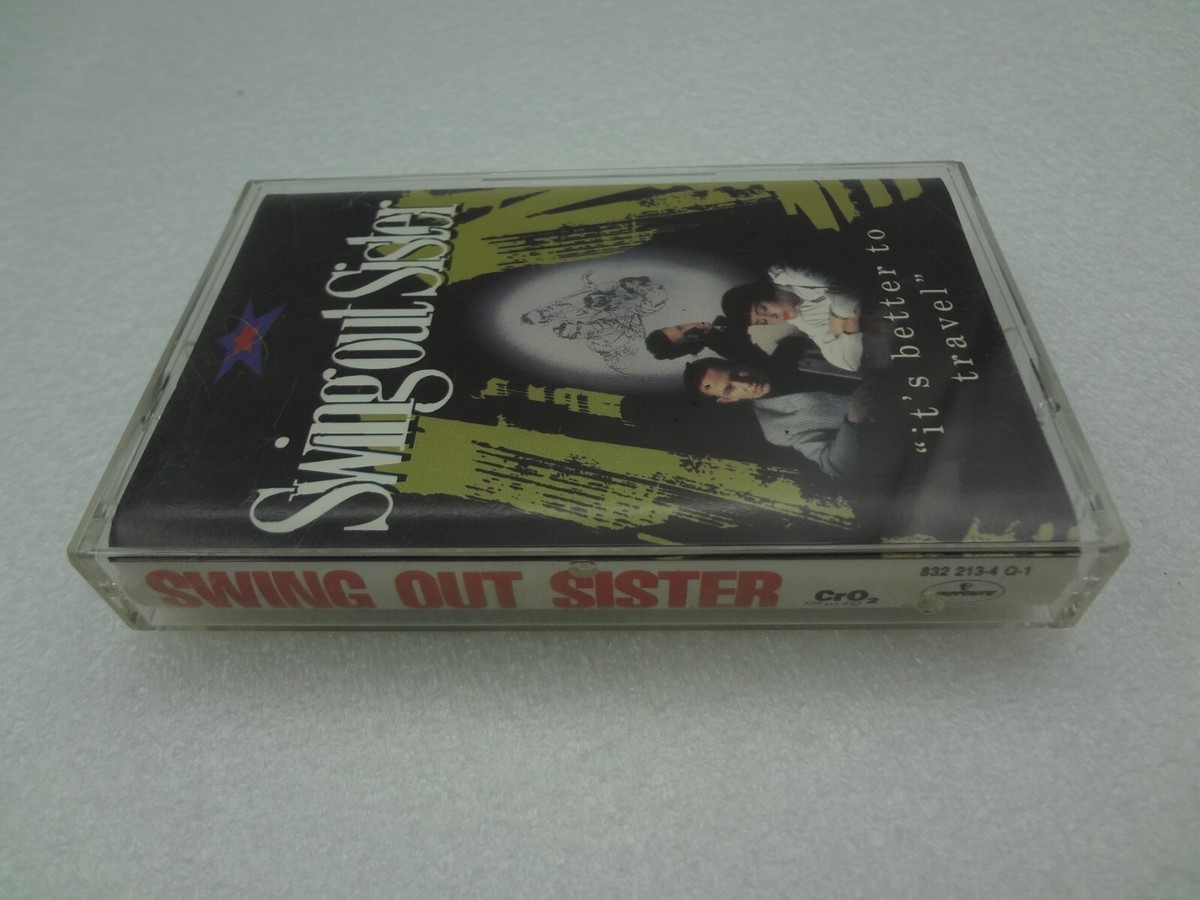 Swing out Sister
“it's better to
travel”
SWING OUT SISTER
CrO₂
832 213-4 Q-1